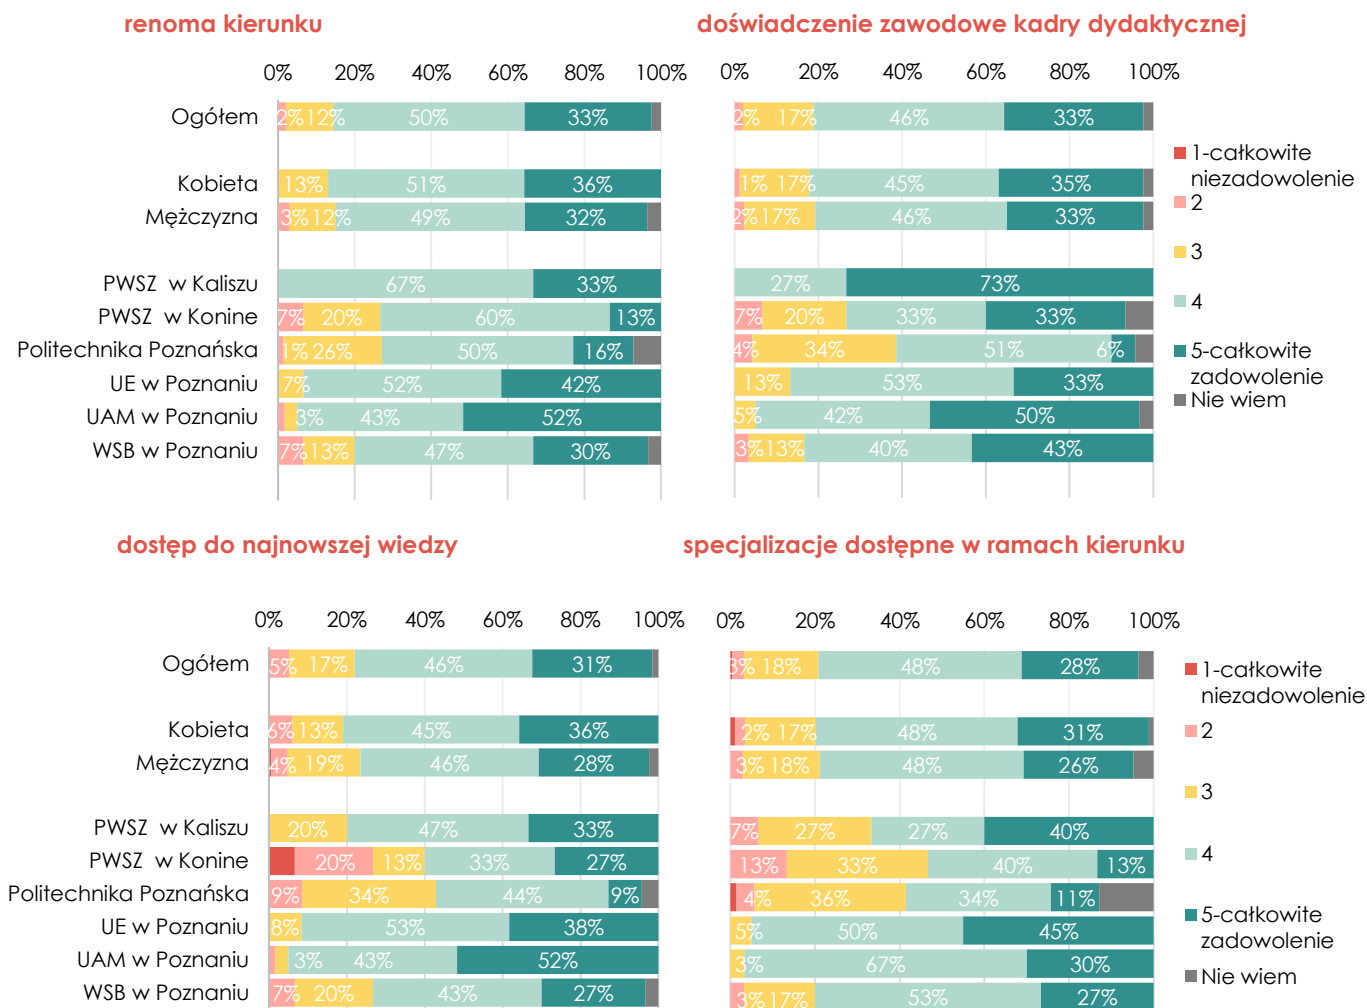 renoma kierunku
0% 20% 40% 60% 80% 100%
Ogółem 2% 12% 50% 33%
Kobieta 13% 51% 36%
Mężczyzna 3% 12% 49% 32%
PWSZ w Kaliszu 67% 33%
PWSZ w Konine 7% 20% 60% 13%
Politechnika Poznańska 1% 26% 50% 16%
UE w Poznaniu 7% 52% 42%
UAM w Poznaniu 3% 43% 52%
WSB w Poznaniu 7% 13% 47% 30%
doświadczenie zawodowe kadry dydaktycznej
0% 20% 40% 60% 80% 100%
2% 17% 46% 33%
1% 17% 45% 35%
2% 17% 46% 33%
27% 73%
7% 20% 33% 33%
4% 34% 51% 6%
13% 53% 33%
5% 42% 50%
3% 13% 40% 43%
1-całkowite
niezadowolenie
2
3
4
5-całkowite
zadowolenie
Nie wiem
dostęp do najnowszej wiedzy
0% 20% 40% 60% 80% 100%
Ogółem 5% 17% 46% 31%
Kobieta 6% 13% 45% 36%
Mężczyzna 4% 19% 46% 28%
PWSZ w Kaliszu 20% 47% 33%
PWSZ w Konine 20% 13% 33% 27%
Politechnika Poznańska 9% 34% 44% 9%
UE w Poznaniu 8% 53% 38%
UAM w Poznaniu 3% 43% 52%
WSB w Poznaniu 7% 20% 43% 27%
specjalizacje dostępne w ramach kierunku
0% 20% 40% 60% 80% 100%
3% 18% 48% 28%
2% 17% 48% 31%
3% 18% 48% 26%
7% 27% 27% 40%
13% 33% 40% 13%
4% 36% 34% 11%
5% 50% 45%
3% 67% 30%
3% 17% 53% 27%
1-całkowite
niezadowolenie
2
3
4
5-całkowite
zadowolenie
Nie wiem